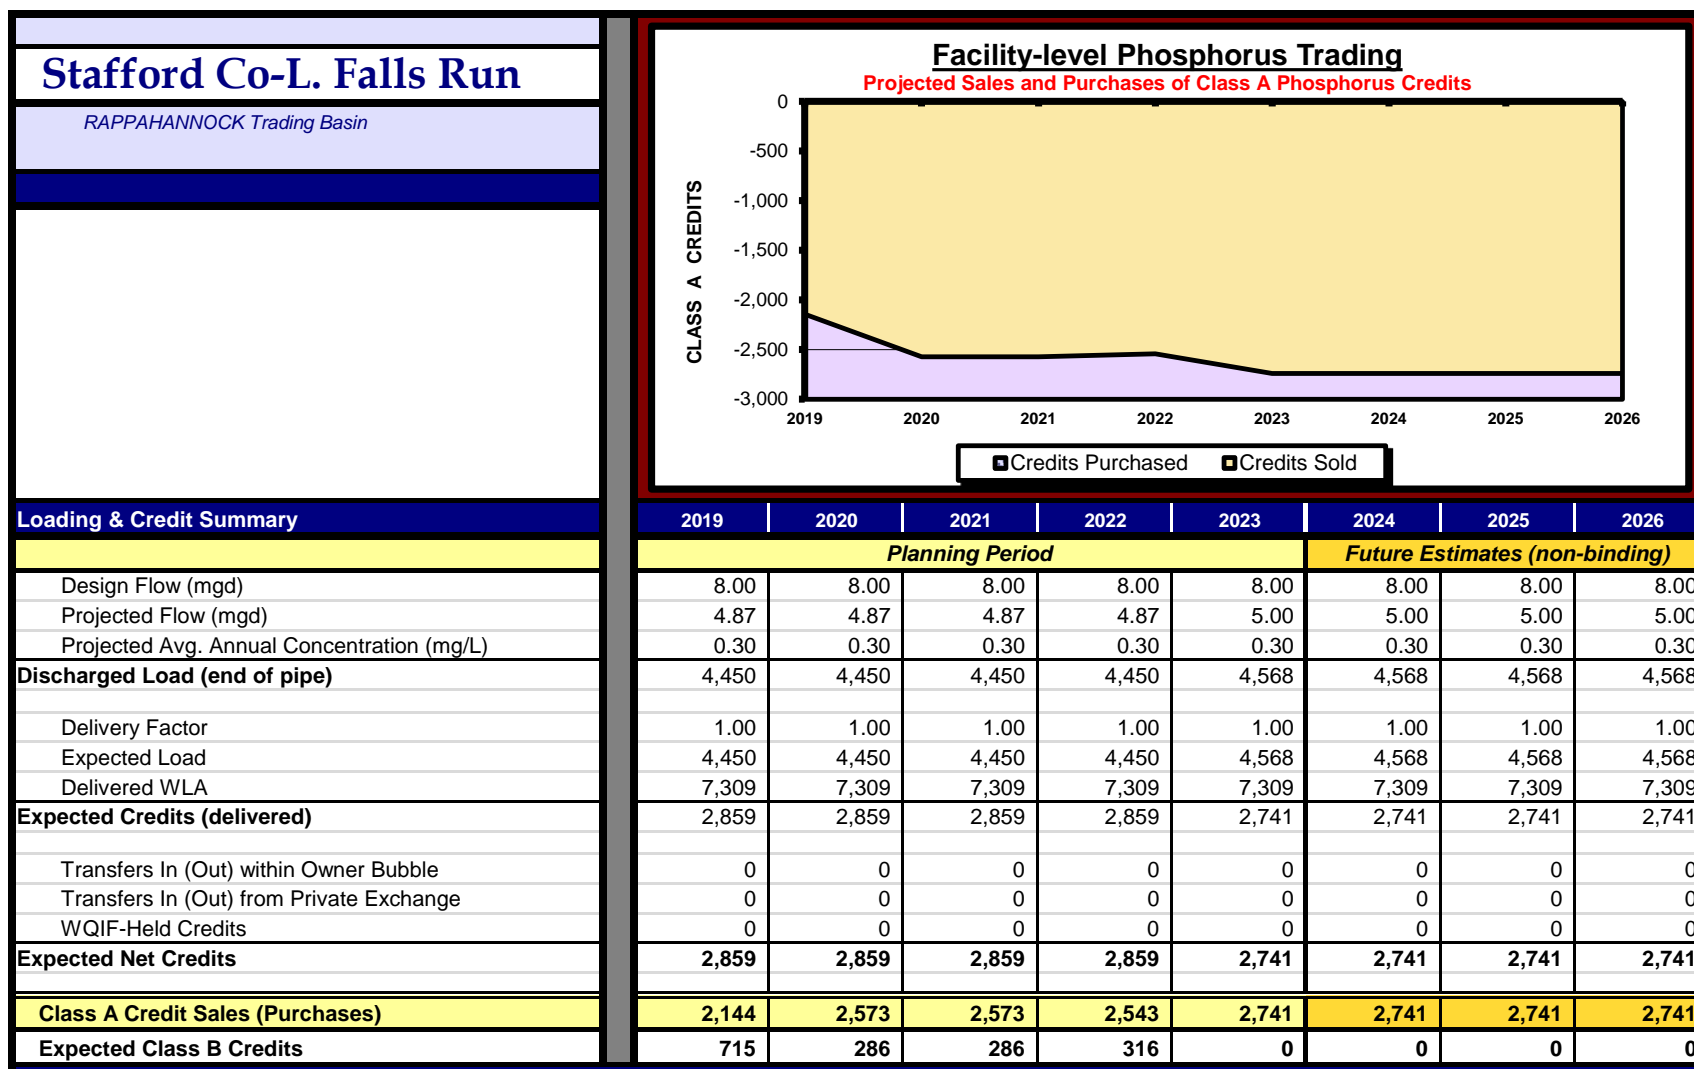 Stafford Co-L. Falls Run
RAPPAHANNOCK Trading Basin
Facility-level Phosphorus Trading
Projected Sales and Purchases of Class A Phosphorus Credits
CLASS A CREDITS
0
-500
-1,000
-1,500
-2,000
-2,500
-3,000
2019 2020 2021 2022 2023 2024 2025 2026
Credits Purchased Credits Sold
Loading & Credit Summary 2019 2020 2021 2022 2023 2024 2025 2026
Planning Period Future Estimates (non-binding)
Design Flow (mgd) 8.00 8.00 8.00 8.00 8.00 8.00 8.00 8.00
Projected Flow (mgd) 4.87 4.87 4.87 4.87 5.00 5.00 5.00 5.00
Projected Avg. Annual Concentration (mg/L) 0.30 0.30 0.30 0.30 0.30 0.30 0.30 0.30
Discharged Load (end of pipe) 4,450 4,450 4,450 4,450 4,568 4,568 4,568 4,568
Delivery Factor 1.00 1.00 1.00 1.00 1.00 1.00 1.00 1.00
Expected Load 4,450 4,450 4,450 4,450 4,568 4,568 4,568 4,568
Delivered WLA 7,309 7,309 7,309 7,309 7,309 7,309 7,309 7,309
Expected Credits (delivered) 2,859 2,859 2,859 2,859 2,741 2,741 2,741 2,741
Transfers In (Out) within Owner Bubble 0 0 0 0 0 0 0 0
Transfers In (Out) from Private Exchange 0 0 0 0 0 0 0 0
WQIF-Held Credits 0 0 0 0 0 0 0 0
Expected Net Credits 2,859 2,859 2,859 2,859 2,741 2,741 2,741 2,741
Class A Credit Sales (Purchases) 2,144 2,573 2,573 2,543 2,741 2,741 2,741 2,741
Expected Class B Credits 715 286 286 316 0 0 0 0